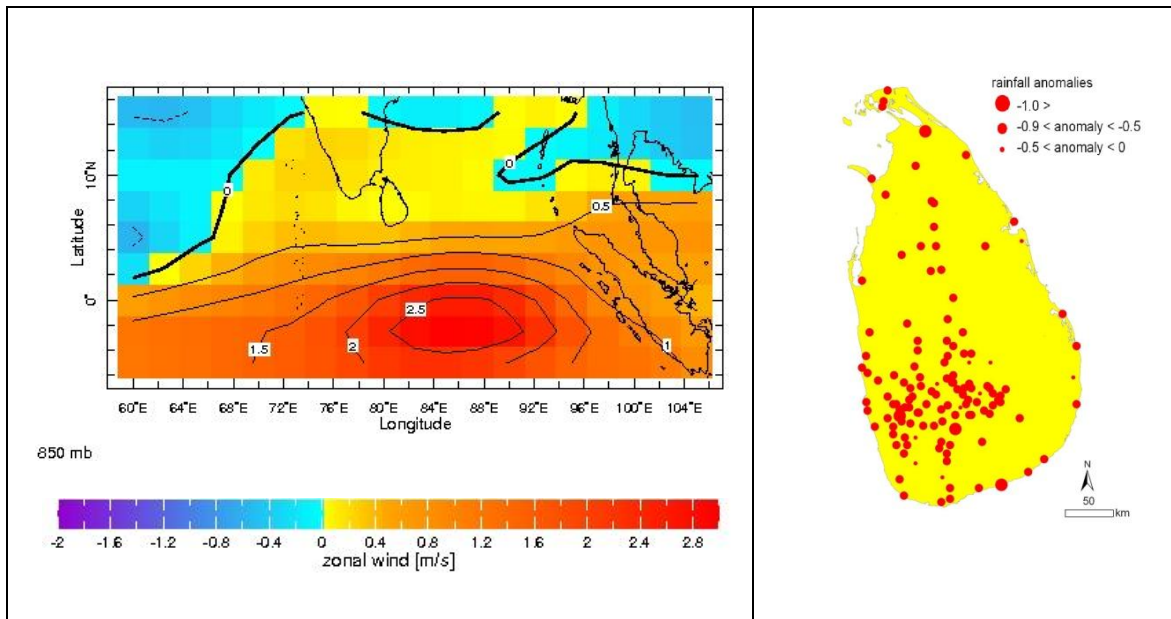 0
0
0
0.5
2.5
1.5
2
1
10°N
0°
Latitude
60°E 64°E 68°E 72°E 76°E 80°E 84°E 88°E 92°E 96°E 100°E 104°E
Longitude
850 mb
-2 -1.6 -1.2 -0.8 -0.4 0 0.4 0.8 1.2 1.6 2 2.4 2.8
zonal wind [m/s]
rainfall anomalies
-1.0 >
-0.9 < anomaly < -0.5
-0.5 < anomaly < 0
N
50
km